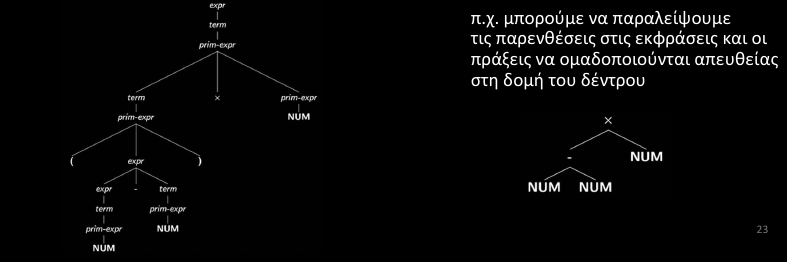 expr
term
prim-expr
term × prim-expr
prim-expr NUM
( expr )
expr - term
term prim-expr
prim-expr NUM
NUM
π.χ. μπορούμε να παραλείψουμε
τις παρενθέσεις στις εκφράσεις και οι
πράξεις να ομαδοποιούνται απευθείας
στη δομή του δέντρου
×
- NUM
NUM NUM
23